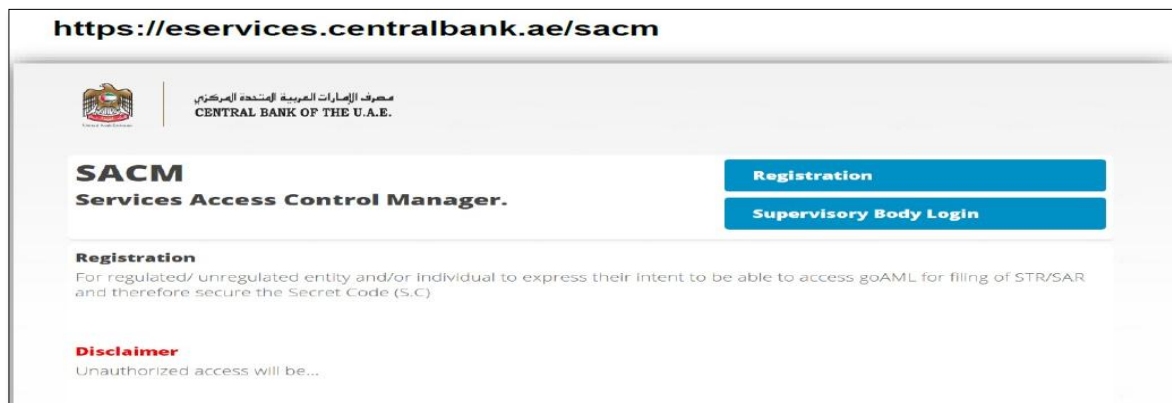 https://eservices.centralbank.ae/sacm
مصرف الإمارات العربية المتحدة المركزي
CENTRAL BANK OF THE U.A.E.
SACM
Services Access Control Manager.
Registration
Supervisory Body Login
Registration
For regulated/ unregulated entity and/or individual to express their intent to be able to access goAML for filing of STR/SAR
and therefore secure the Secret Code (S.C)
Disclaimer
Unauthorized access will be...